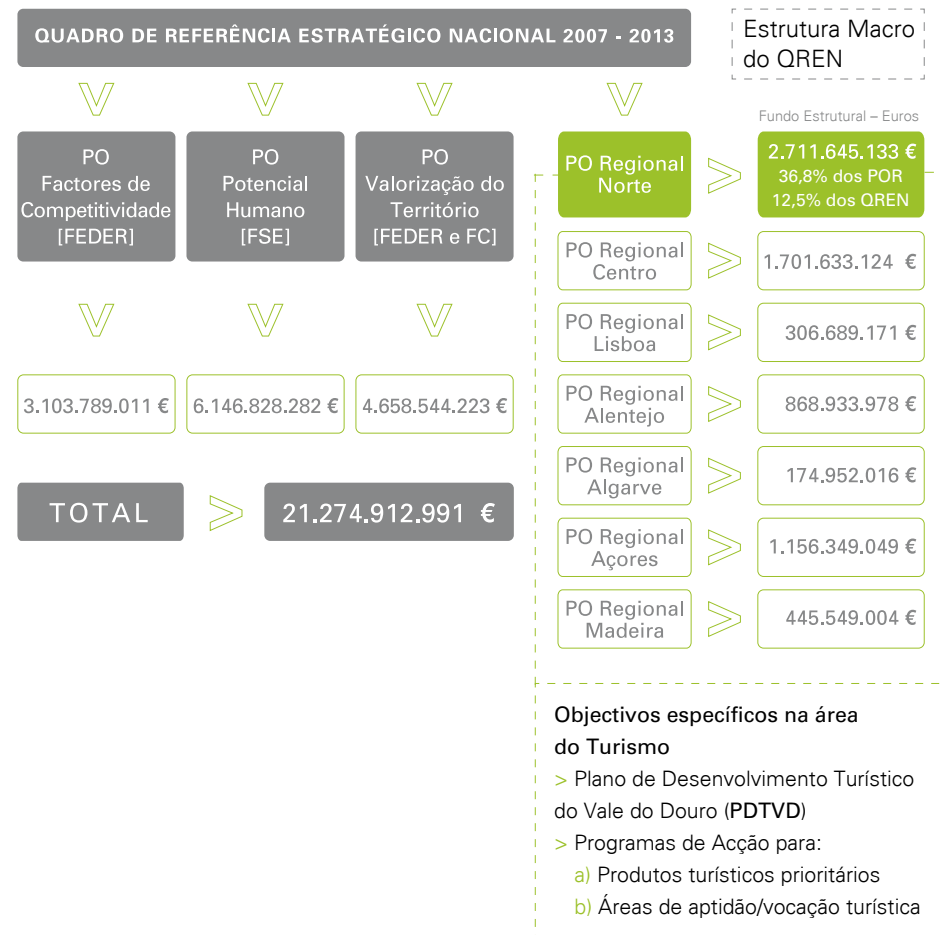 QUADRO DE REFERÊNCIA ESTRATÉGICO NACIONAL 2007 - 2013
Estrutura Macro
do QREN
PO
Factores de
Competitividade
[FEDER]
PO
Potencial
Humano
[FSE]
PO
Valorização do
Território
[FEDER e FC]
3.103.789.011 €
6.146.828.282 €
4.658.544.223 €
TOTAL > 21.274.912.991 €
Fundo Estrutural – Euros
PO Regional
Norte
>
2.711.645.133 €
36,8% dos POR
12,5% dos QREN
PO Regional
Centro
>
1.701.633.124 €
PO Regional
Lisboa
>
306.689.171 €
PO Regional
Alentejo
>
868.933.978 €
PO Regional
Algarve
>
174.952.016 €
PO Regional
Açores
>
1.156.349.049 €
PO Regional
Madeira
>
445.549.004 €
Objectivos específicos na área
do Turismo
> Plano de Desenvolvimento Turístico
do Vale do Douro (PDTVD)
> Programas de Acção para:
a) Produtos turísticos prioritários
b) Áreas de aptidão/vocação turística